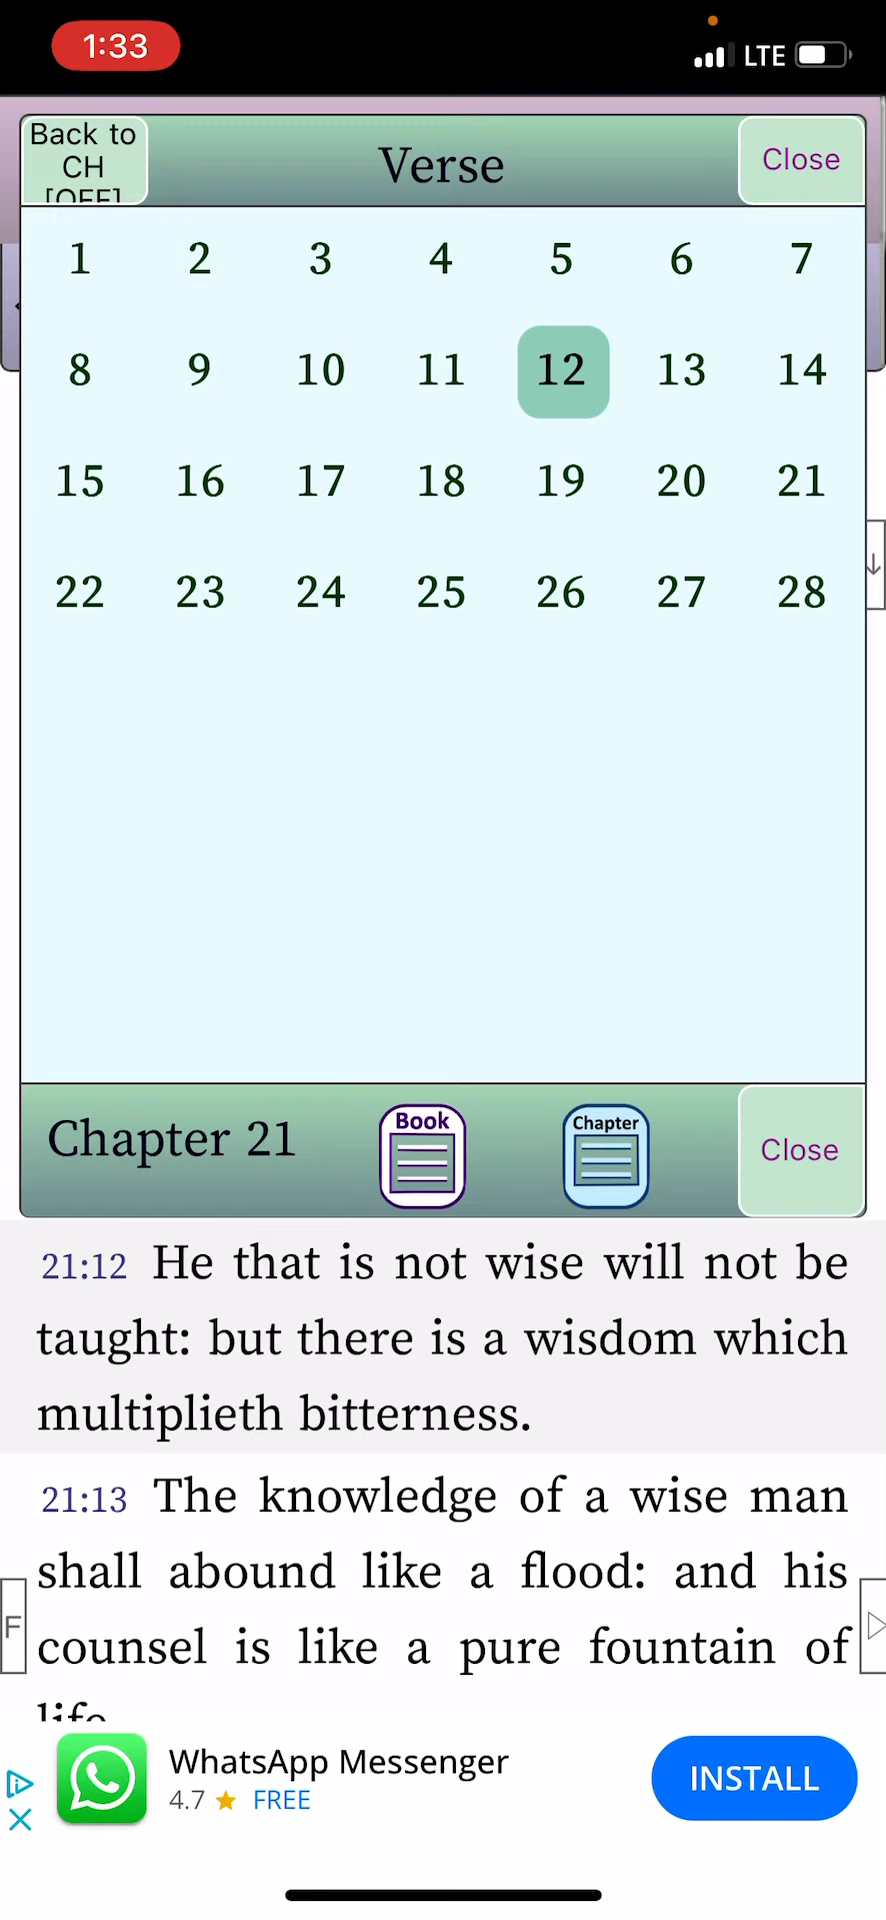 1:33
LTE
Back to
CH
[OFF]
Verse
Close
1 2 3 4 5 6 7
8 9 10 11 12 13 14
15 16 17 18 19 20 21
22 23 24 25 26 27 28
Chapter 21
Book
Chapter
Close
21:12 He that is not wise will not be
taught: but there is a wisdom which
multiplieth bitterness.
21:13 The knowledge of a wise man
shall abound like a flood: and his
counsel is like a pure fountain of
life.
F
WhatsApp Messenger
4.7 ★ FREE
INSTALL